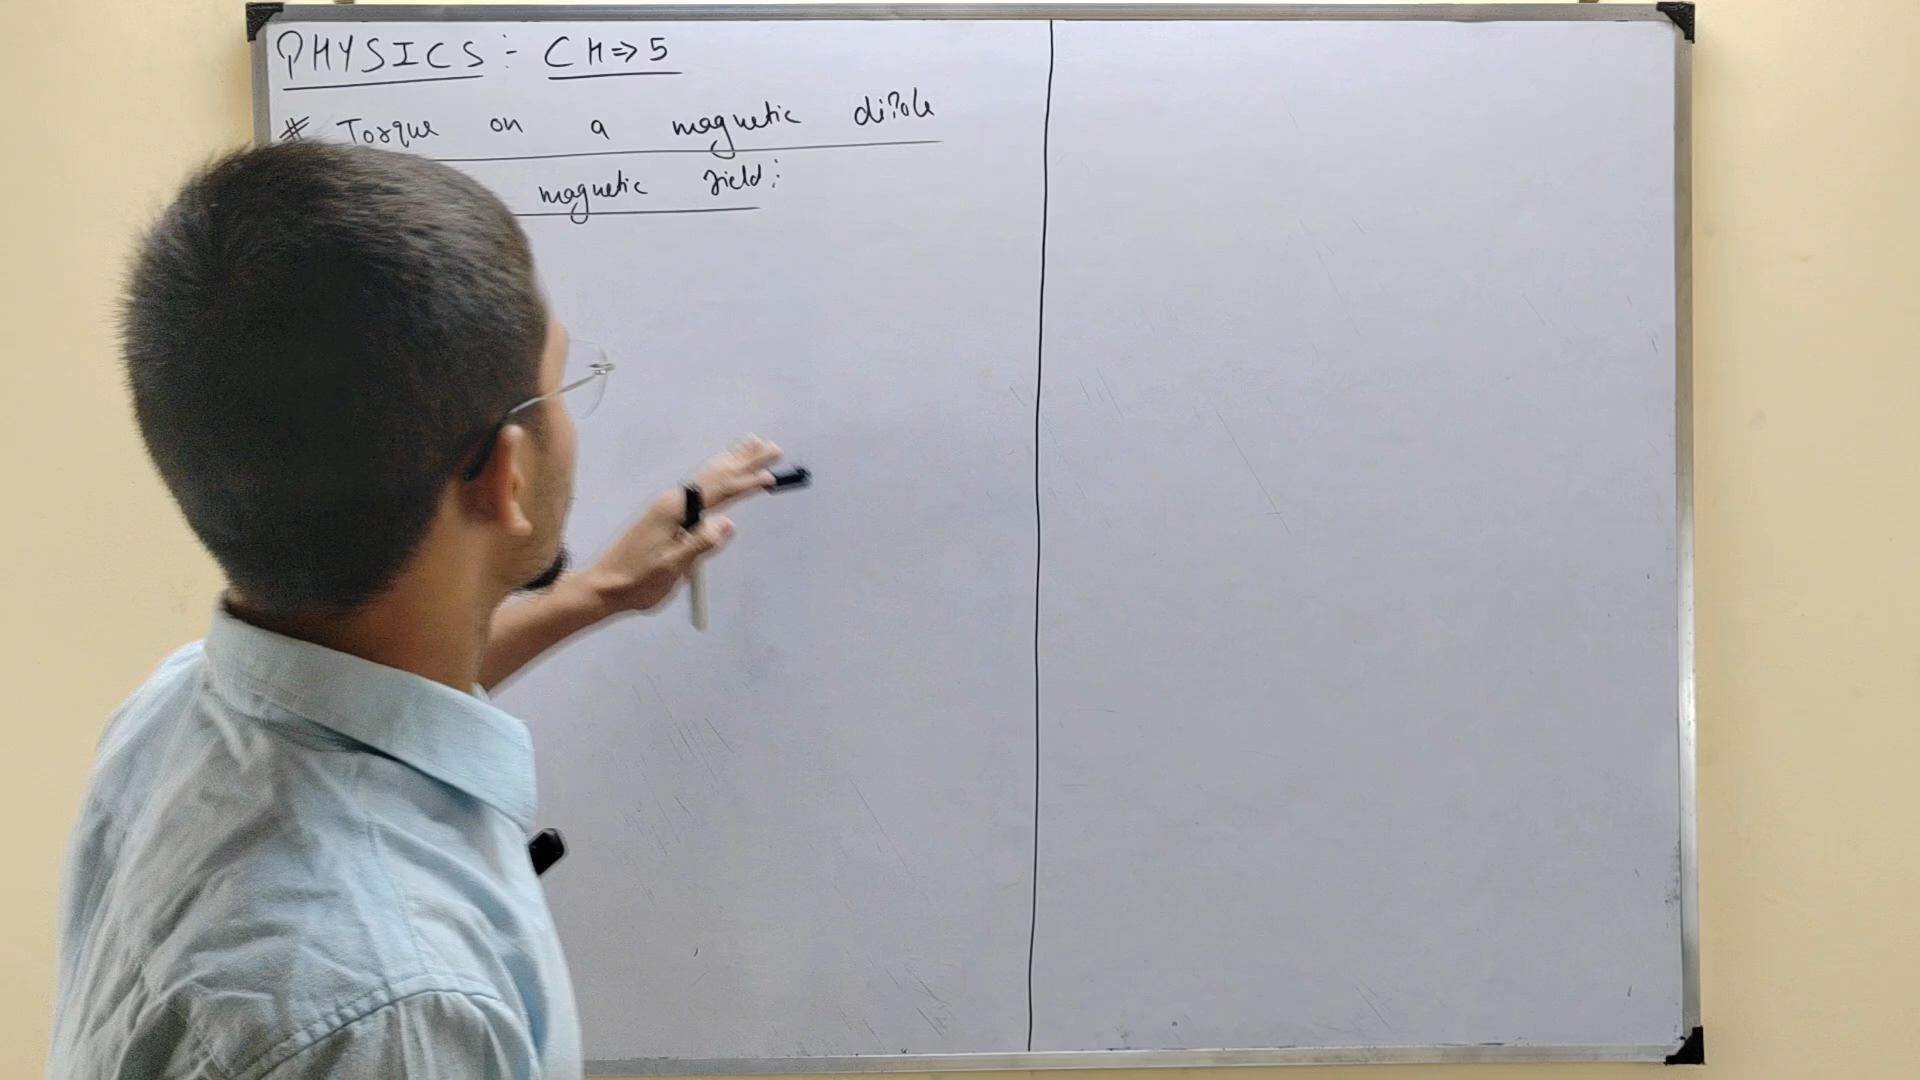 PHYSICS :- CH⇒5
# Torque on a magnetic dipole
magnetic field :